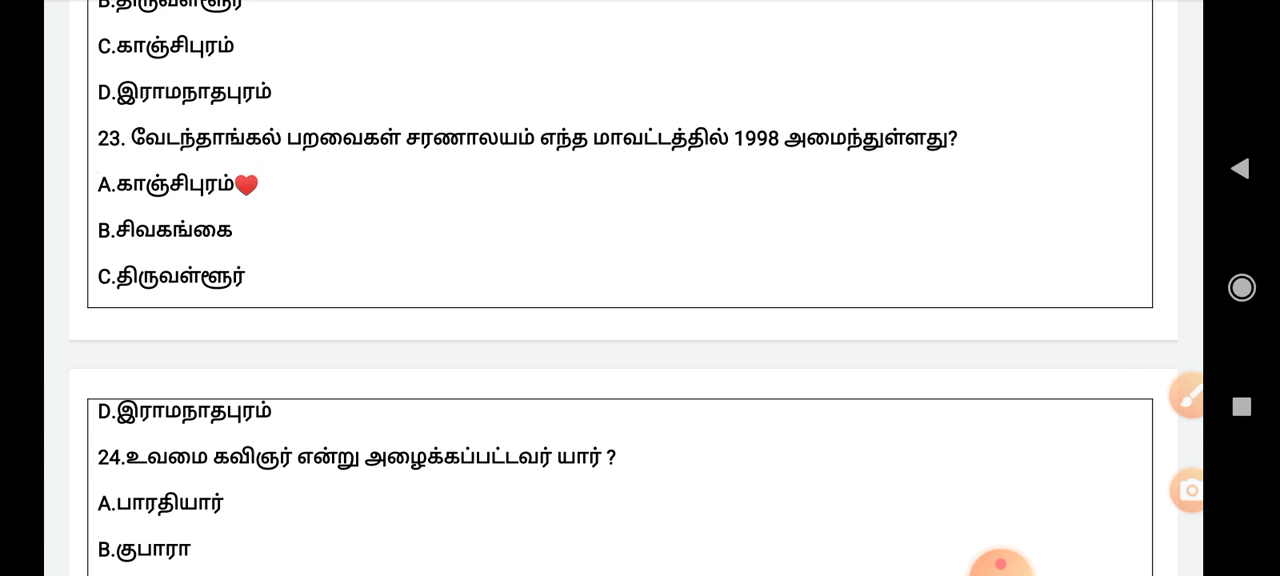 B.திருவள்ளூர்
C.காஞ்சிபுரம்
D.இராமநாதபுரம்
23. வேடந்தாங்கல் பறவைகள் சரணாலயம் எந்த மாவட்டத்தில் 1998 அமைந்துள்ளது?
A.காஞ்சிபுரம்❤️
B.சிவகங்கை
C.திருவள்ளூர்
D.இராமநாதபுரம்
24.உவமை கவிஞர் என்று அழைக்கப்பட்டவர் யார் ?
A.பாரதியார்
B.குபாரா